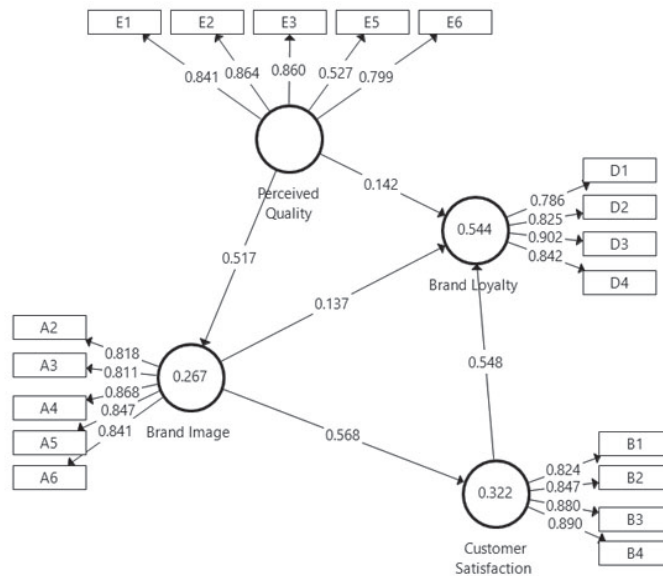 E1
E2
E3
E5
E6
0.841
0.864
0.860
0.527
0.799
Perceived
Quality
0.142
D1
D2
D3
D4
0.786
0.825
0.902
0.842
0.544
Brand Loyalty
0.517
0.137
0.548
A2
A3
A4
A5
A6
0.818
0.811
0.868
0.847
0.841
0.267
Brand Image
0.568
B1
B2
B3
B4
0.824
0.847
0.880
0.890
0.322
Customer
Satisfaction